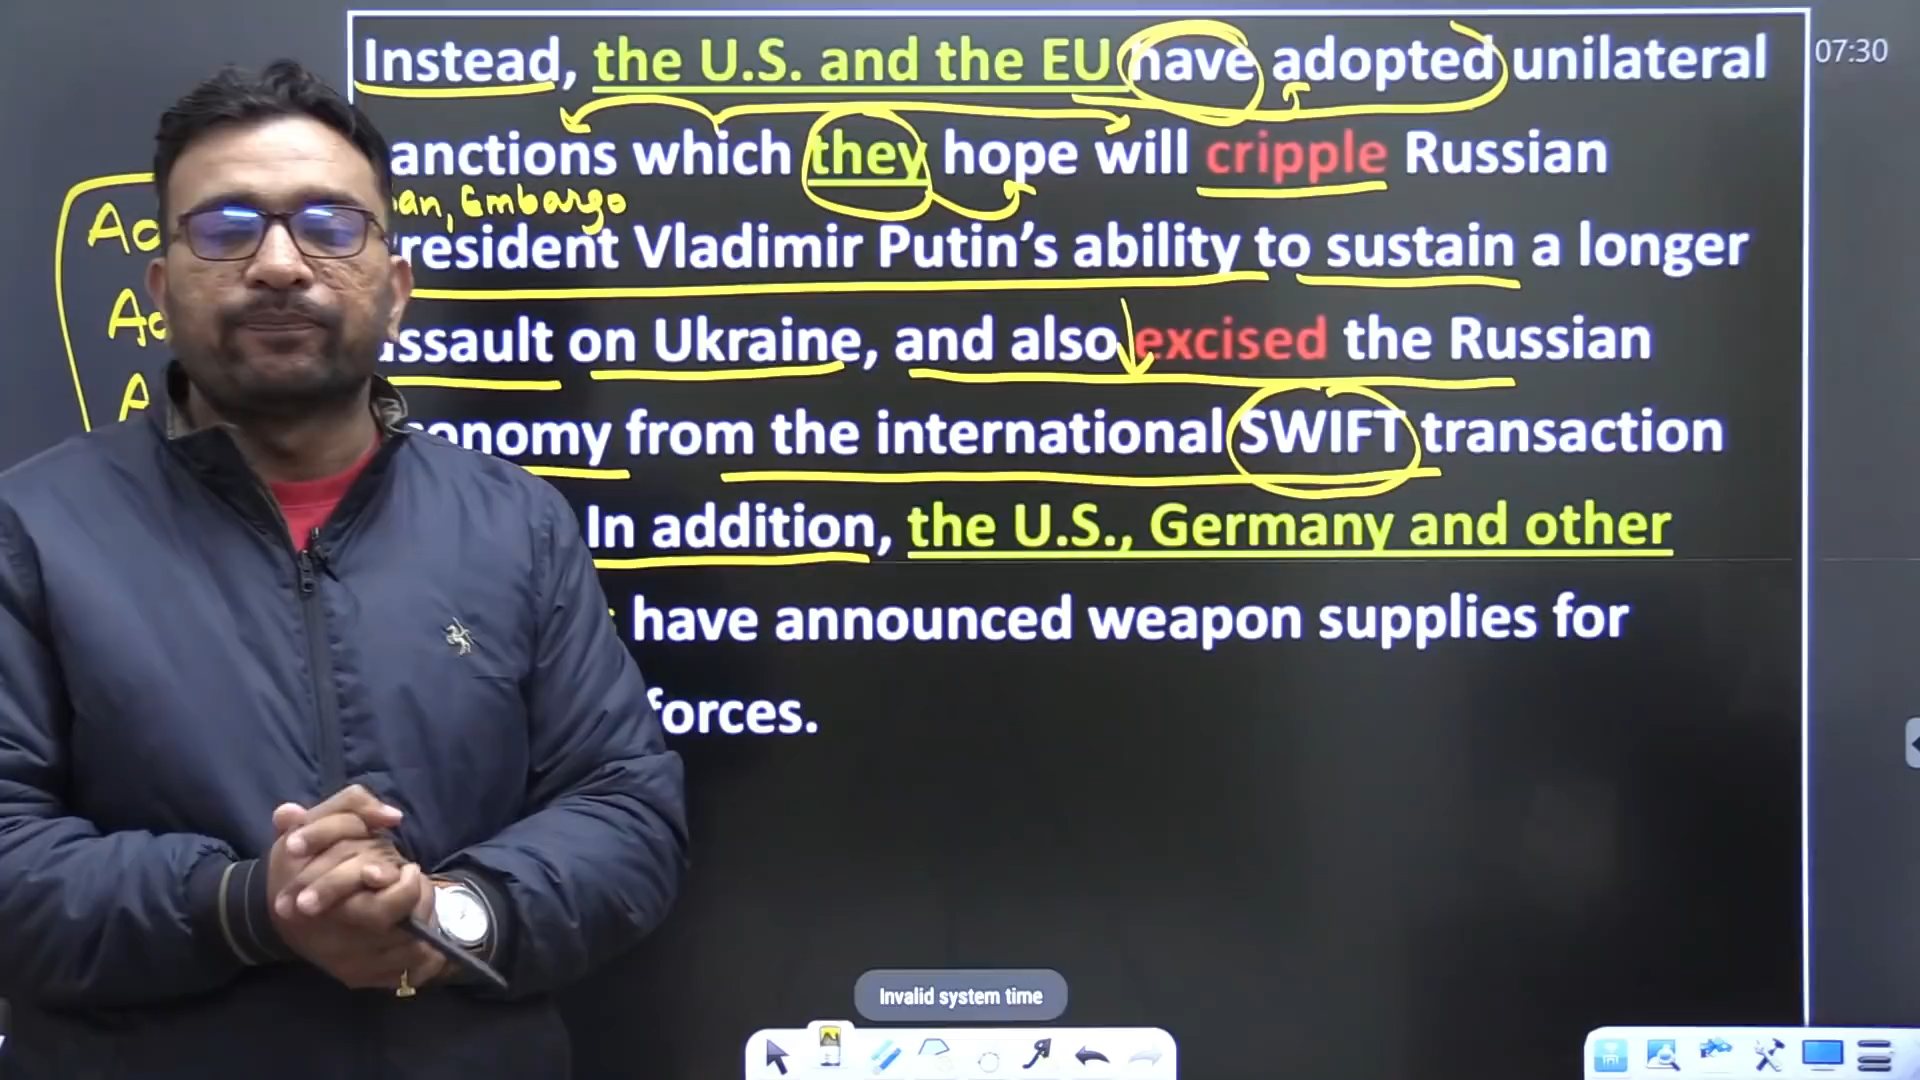 Instead, the U.S. and the EU have adopted unilateral
07:30
anctions which they hope will cripple Russian
an, Embargo
resident Vladimir Putin's ability to sustain a longer
ssault on Ukraine, and also excised the Russian
onomy from the international SWIFT transaction
In addition, the U.S., Germany and other
have announced weapon supplies for
forces.
Invalid system time